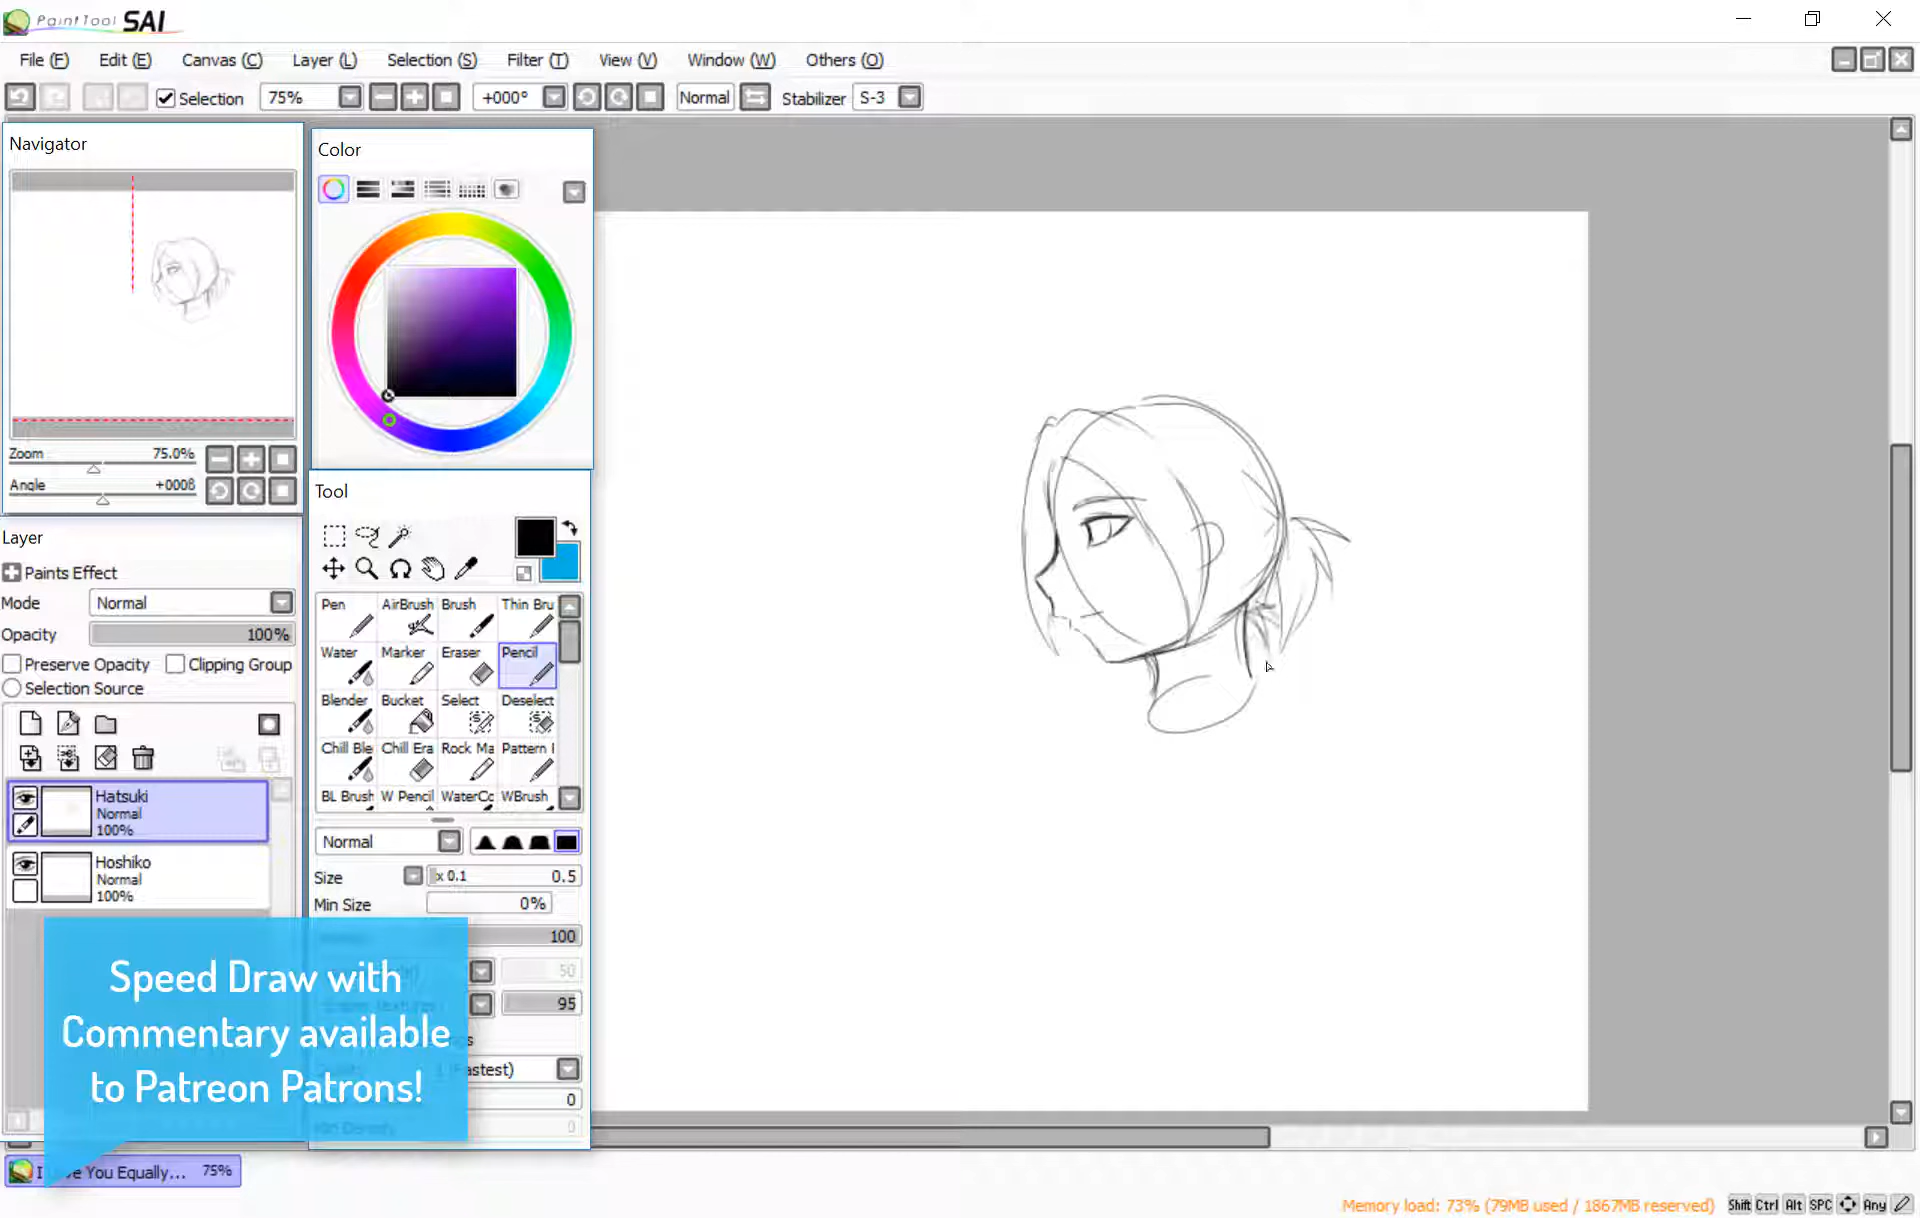 PaintTool SAI
File (F) Edit (E) Canvas (C) Layer (L) Selection (S) Filter (T) View (V) Window (W) Others (O)
Selection 75% +000° Normal Stabilizer S-3
Navigator
Zoom 75.0%
Angle +000ß
Layer
Paints Effect
Mode Normal
Opacity 100%
Preserve Opacity Clipping Group
Selection Source
Hatsuki
Normal
100%
Hoshiko
Normal
100%
Color
Tool
Pen AirBrush Brush Thin Bru
Water Marker Eraser Pencil
Blender Bucket Select Deselect
Chill Ble Chill Era Rock Ma Pattern
BL Brush W Pencil WaterCo WBrush
Normal
Size x 0.1 0.5
Min Size 0%
100
50
95
(Fastest)
0
0
Speed Draw with
Commentary available
to Patreon Patrons!
You Equally... 75%
Memory load: 73% (79MB used / 1867MB reserved) Shift Ctrl Alt SPC Any